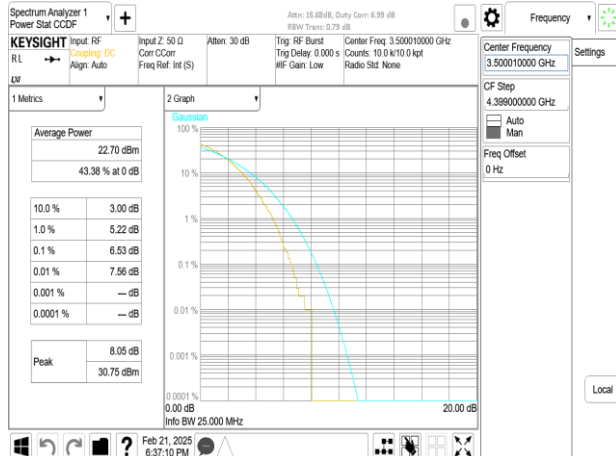 Spectrum Analyzer 1
Power Stat CCDF
+
Attn: 15.68dB, Duty Corr: 6.99 dB
RBW Trans: 0.79 dB
Frequency
KEYSIGHT
RL
LXI
Input: RF
Coupling: DC
Align: Auto
Input Z: 50 Ω
Corr CCorr
Freq Ref: Int (S)
Atten: 30 dB
Trig: RF Burst
Trig Delay: 0.000 s
#IF Gain: Low
Center Freq: 3.500010000 GHz
Counts: 10.0 k/10.0 kpt
Radio Std: None
Center Frequency
3.500010000 GHz
Settings
CF Step
4.399000000 GHz
Auto
Man
Freq Offset
0 Hz
1 Metrics
2 Graph
Average Power
22.70 dBm
43.38 % at 0 dB
10.0 % 3.00 dB
1.0 % 5.22 dB
0.1 % 6.53 dB
0.01 % 7.56 dB
0.001 % --- dB
0.0001 % --- dB
Peak
8.05 dB
30.75 dBm
Gaussian
100 %
10 %
1 %
0.1 %
0.01 %
0.001 %
0.0001 %
0.00 dB 20.00 dB
Info BW 25.000 MHz
Local
?
Feb 21, 2025
6:37:10 PM